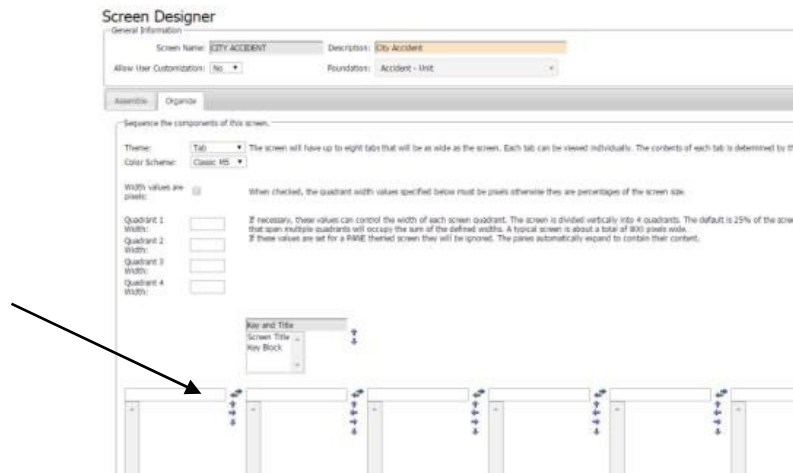 Screen Designer
General Information
Screen Name: CITY ACCIDENT Description: City Accident
Allow User Customization: No Foundation: Accident - Unit
Assemble Organize
Sequence the components of this screen.
Theme: Tab The screen will have up to eight tabs that will be as wide as the screen. Each tab can be viewed individually. The contents of each tab is determined by th
Color Scheme: Classic M5
Width values are pixels: When checked, the quadrant width values specified below must be pixels otherwise they are percentages of the screen size.
Quadrant 1 Width: If necessary, these values can control the width of each screen quadrant. The screen is divided vertically into 4 quadrants. The default is 25% of the scree
that span multiple quadrants will occupy the sum of the defined widths. A typical screen is about a total of 800 pixels wide.
Quadrant 2 Width: If these values are set for a PANE themed screen they will be ignored. The panes automatically expand to contain their content.
Quadrant 3 Width:
Quadrant 4 Width:
Key and Title
Screen Title
Key Block